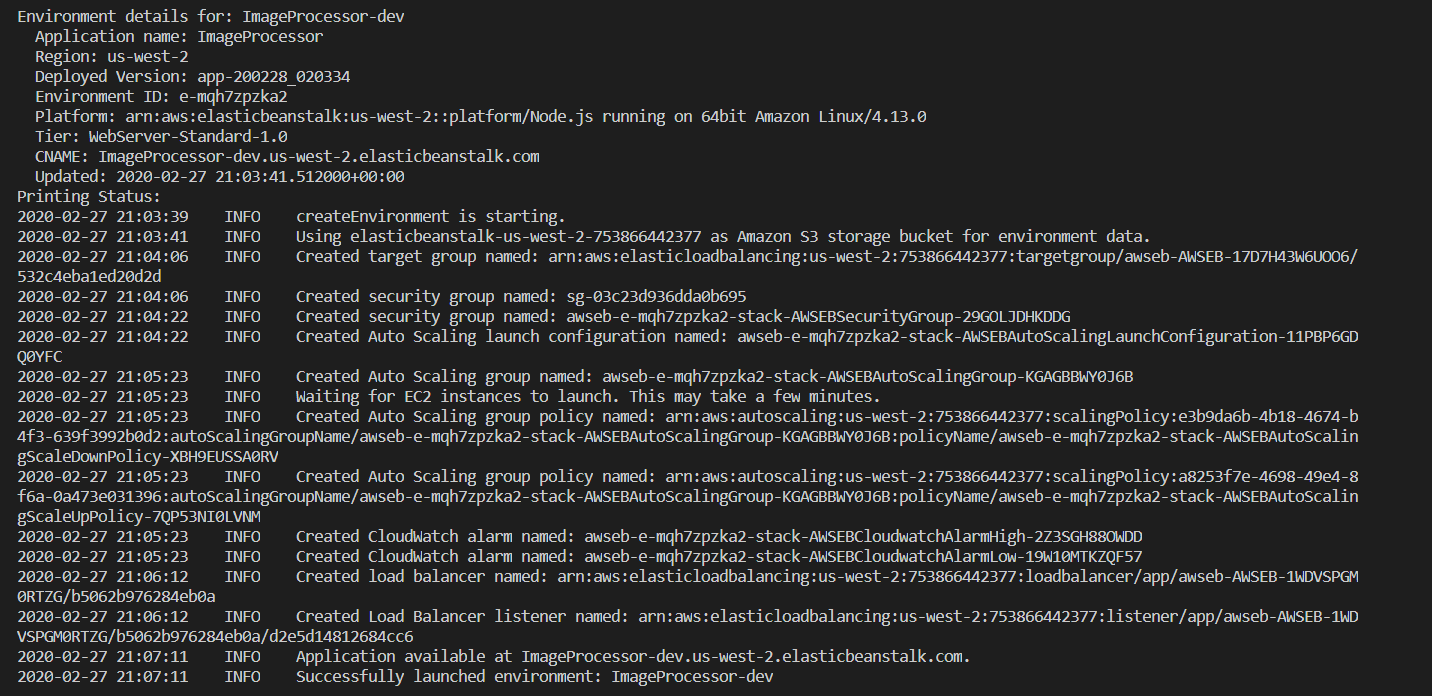 Environment details for: ImageProcessor-dev
  Application name: ImageProcessor
  Region: us-west-2
  Deployed Version: app-200228_020334
  Environment ID: e-mqh7zpzka2
  Platform: arn:aws:elasticbeanstalk:us-west-2::platform/Node.js running on 64bit Amazon Linux/4.13.0
  Tier: WebServer-Standard-1.0
  CNAME: ImageProcessor-dev.us-west-2.elasticbeanstalk.com
  Updated: 2020-02-27 21:03:41.512000+00:00
Printing Status:
2020-02-27 21:03:39    INFO    createEnvironment is starting.
2020-02-27 21:03:41    INFO    Using elasticbeanstalk-us-west-2-753866442377 as Amazon S3 storage bucket for environment data.
2020-02-27 21:04:06    INFO    Created target group named: arn:aws:elasticloadbalancing:us-west-2:753866442377:targetgroup/awseb-AWSEB-17D7H43W6UOO6/
532c4eba1ed20d2d
2020-02-27 21:04:06    INFO    Created security group named: sg-03c23d936dda0b695
2020-02-27 21:04:22    INFO    Created security group named: awseb-e-mqh7zpzka2-stack-AWSEBSecurityGroup-29GOLJDHKDDG
2020-02-27 21:04:22    INFO    Created Auto Scaling launch configuration named: awseb-e-mqh7zpzka2-stack-AWSEBAutoScalingLaunchConfiguration-11PBP6GD
Q0YFC
2020-02-27 21:05:23    INFO    Created Auto Scaling group named: awseb-e-mqh7zpzka2-stack-AWSEBAutoScalingGroup-KGAGBBWY0J6B
2020-02-27 21:05:23    INFO    Waiting for EC2 instances to launch. This may take a few minutes.
2020-02-27 21:05:23    INFO    Created Auto Scaling group policy named: arn:aws:autoscaling:us-west-2:753866442377:scalingPolicy:e3b9da6b-4b18-4674-b
4f3-639f3992b0d2:autoScalingGroupName/awseb-e-mqh7zpzka2-stack-AWSEBAutoScalingGroup-KGAGBBWY0J6B:policyName/awseb-e-mqh7zpzka2-stack-AWSEBAutoScalin
gScaleDownPolicy-XBH9EUSSA0RV
2020-02-27 21:05:23    INFO    Created Auto Scaling group policy named: arn:aws:autoscaling:us-west-2:753866442377:scalingPolicy:a8253f7e-4698-49e4-8
f6a-0a473e031396:autoScalingGroupName/awseb-e-mqh7zpzka2-stack-AWSEBAutoScalingGroup-KGAGBBWY0J6B:policyName/awseb-e-mqh7zpzka2-stack-AWSEBAutoScalin
gScaleUpPolicy-7QP53NI0LVNM
2020-02-27 21:05:23    INFO    Created CloudWatch alarm named: awseb-e-mqh7zpzka2-stack-AWSEBCloudwatchAlarmHigh-2Z3SGH88OWDD
2020-02-27 21:05:23    INFO    Created CloudWatch alarm named: awseb-e-mqh7zpzka2-stack-AWSEBCloudwatchAlarmLow-19W10MTKZQF57
2020-02-27 21:06:12    INFO    Created load balancer named: arn:aws:elasticloadbalancing:us-west-2:753866442377:loadbalancer/app/awseb-AWSEB-1WDVSPGM
0RTZG/b5062b976284eb0a
2020-02-27 21:06:12    INFO    Created Load Balancer listener named: arn:aws:elasticloadbalancing:us-west-2:753866442377:listener/app/awseb-AWSEB-1WD
VSPGM0RTZG/b5062b976284eb0a/d2e5d14812684cc6
2020-02-27 21:07:11    INFO    Application available at ImageProcessor-dev.us-west-2.elasticbeanstalk.com.
2020-02-27 21:07:11    INFO    Successfully launched environment: ImageProcessor-dev